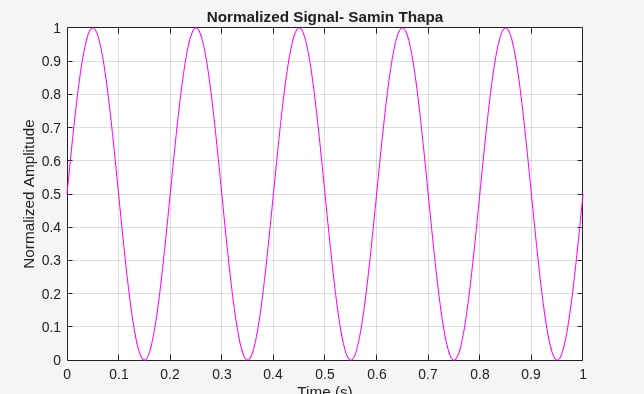 Normalized Signal- Samin Thapa
Normalized Amplitude
1
0.9
0.8
0.7
0.6
0.5
0.4
0.3
0.2
0.1
0
0 0.1 0.2 0.3 0.4 0.5 0.6 0.7 0.8 0.9 1
Time (s)